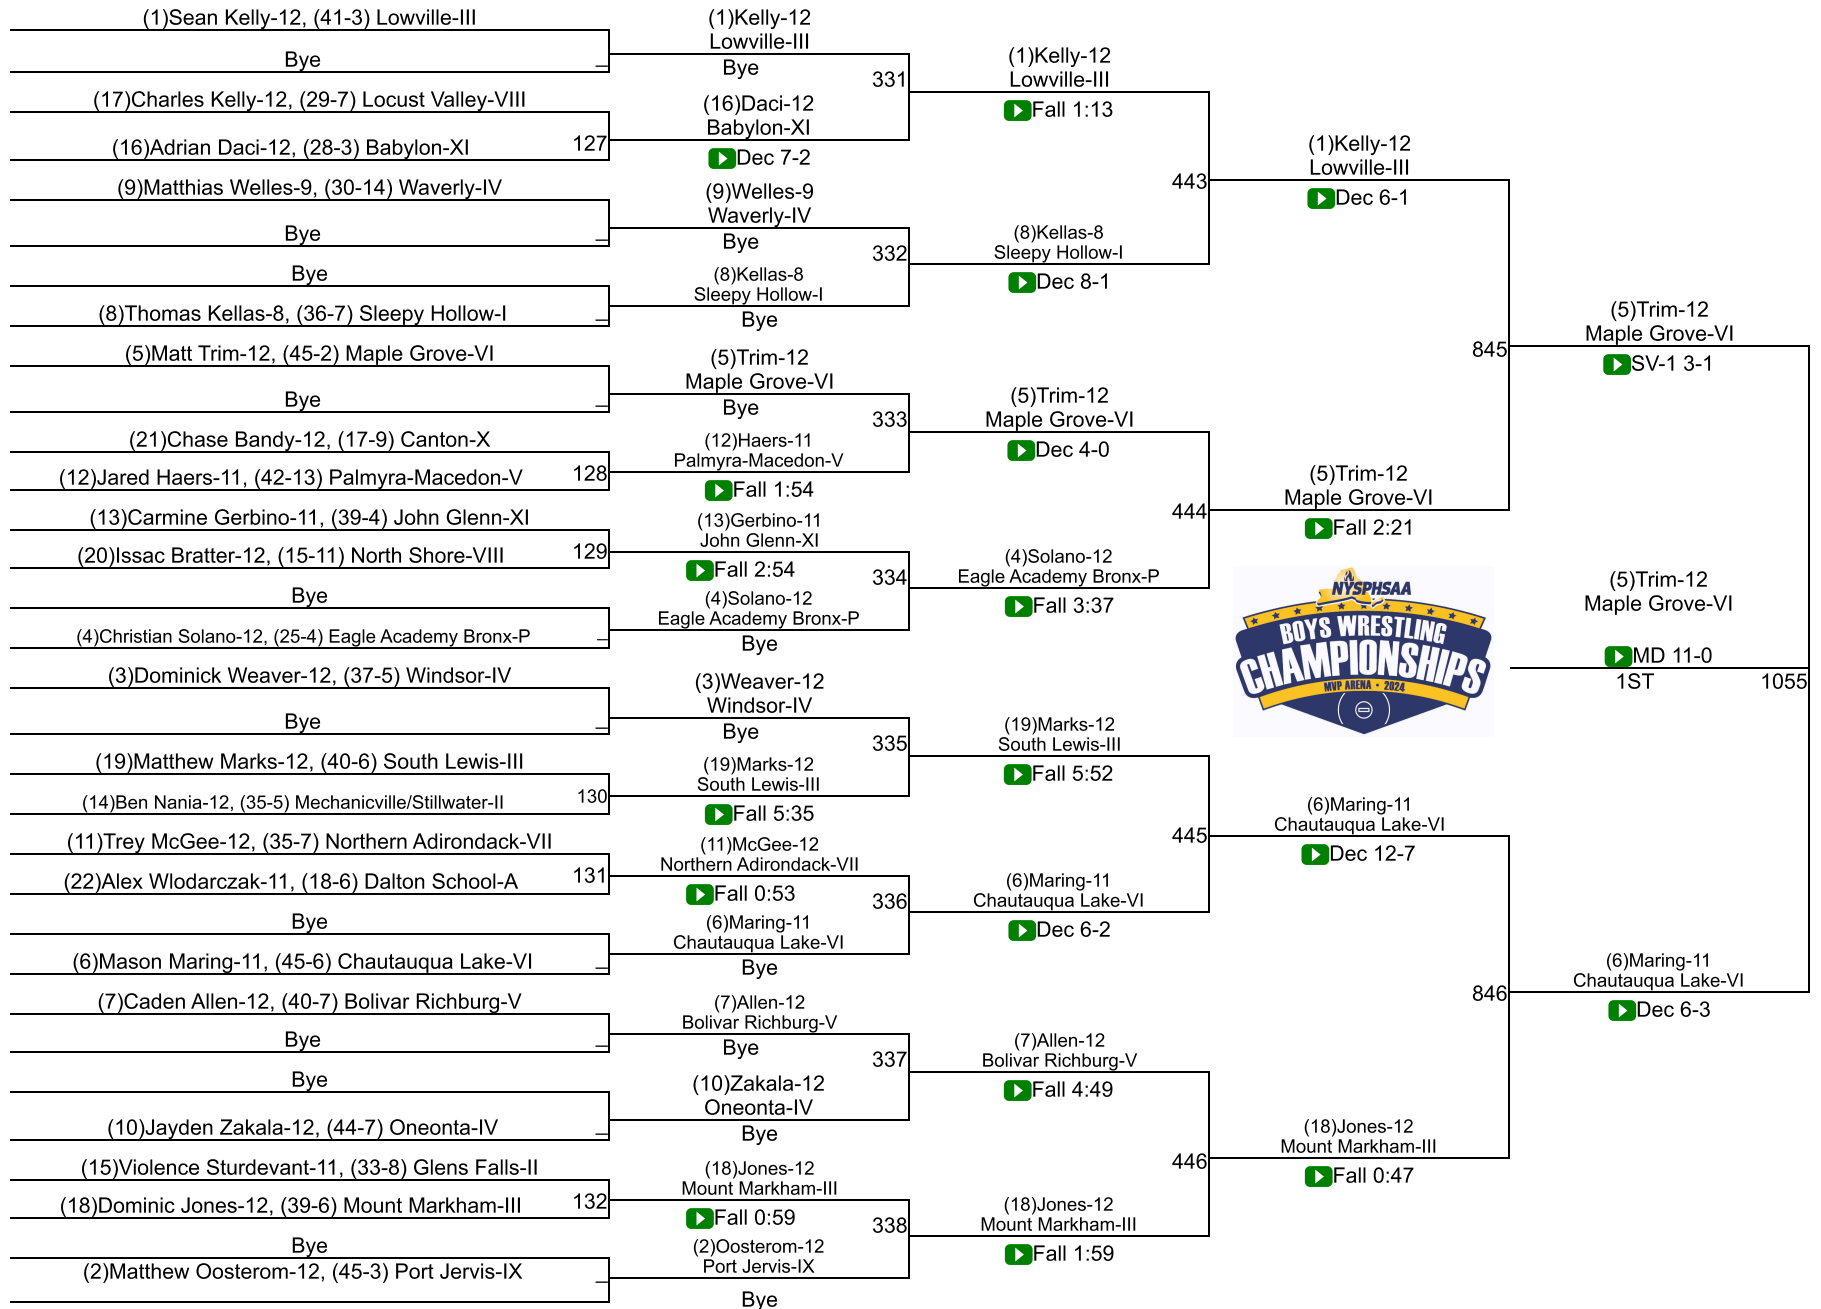 (1)Sean Kelly-12, (41-3) Lowville-III
Bye
(17)Charles Kelly-12, (29-7) Locust Valley-VIII
(16)Adrian Daci-12, (28-3) Babylon-XI
127
(9)Matthias Welles-9, (30-14) Waverly-IV
Bye
Bye
(8)Thomas Kellas-8, (36-7) Sleepy Hollow-I
(5)Matt Trim-12, (45-2) Maple Grove-VI
Bye
(21)Chase Bandy-12, (17-9) Canton-X
(12)Jared Haers-11, (42-13) Palmyra-Macedon-V
128
(13)Carmine Gerbino-11, (39-4) John Glenn-XI
(20)Issac Bratter-12, (15-11) North Shore-VIII
129
Bye
(4)Christian Solano-12, (25-4) Eagle Academy Bronx-P
(3)Dominick Weaver-12, (37-5) Windsor-IV
Bye
(19)Matthew Marks-12, (40-6) South Lewis-III
(14)Ben Nania-12, (35-5) Mechanicville/Stillwater-II
130
(11)Trey McGee-12, (35-7) Northern Adirondack-VII
(22)Alex Wlodarczak-11, (18-6) Dalton School-A
131
Bye
(6)Mason Maring-11, (45-6) Chautauqua Lake-VI
(7)Caden Allen-12, (40-7) Bolivar Richburg-V
Bye
Bye
(10)Jayden Zakala-12, (44-7) Oneonta-IV
(15)Violence Sturdevant-11, (33-8) Glens Falls-II
(18)Dominic Jones-12, (39-6) Mount Markham-III
132
Bye
(2)Matthew Oosterom-12, (45-3) Port Jervis-IX
(1)Kelly-12
Lowville-III
Bye
331
(16)Daci-12
Babylon-XI
Dec 7-2
(9)Welles-9
Waverly-IV
Bye
332
(8)Kellas-8
Sleepy Hollow-I
Bye
(5)Trim-12
Maple Grove-VI
Bye
333
(12)Haers-11
Palmyra-Macedon-V
Fall 1:54
(13)Gerbino-11
John Glenn-XI
Fall 2:54
334
(4)Solano-12
Eagle Academy Bronx-P
Bye
(3)Weaver-12
Windsor-IV
Bye
335
(19)Marks-12
South Lewis-III
Fall 5:35
(11)McGee-12
Northern Adirondack-VII
Fall 0:53
336
(6)Maring-11
Chautauqua Lake-VI
Bye
(7)Allen-12
Bolivar Richburg-V
Bye
337
(10)Zakala-12
Oneonta-IV
Bye
(18)Jones-12
Mount Markham-III
Fall 0:59
338
(2)Oosterom-12
Port Jervis-IX
Bye
(1)Kelly-12
Lowville-III
Fall 1:13
443
(8)Kellas-8
Sleepy Hollow-I
Dec 8-1
(5)Trim-12
Maple Grove-VI
Dec 4-0
444
(4)Solano-12
Eagle Academy Bronx-P
Fall 3:37
(19)Marks-12
South Lewis-III
Fall 5:52
445
(6)Maring-11
Chautauqua Lake-VI
Dec 6-2
(7)Allen-12
Bolivar Richburg-V
Fall 4:49
446
(18)Jones-12
Mount Markham-III
Fall 1:59
(1)Kelly-12
Lowville-III
Dec 6-1
845
(5)Trim-12
Maple Grove-VI
Fall 2:21
NYSPHSAA
BOYS WRESTLING
CHAMPIONSHIPS
MVP ARENA • 2024
(6)Maring-11
Chautauqua Lake-VI
Dec 12-7
846
(18)Jones-12
Mount Markham-III
Fall 0:47
(5)Trim-12
Maple Grove-VI
SV-1 3-1
(5)Trim-12
Maple Grove-VI
MD 11-0
1ST
1055
(6)Maring-11
Chautauqua Lake-VI
Dec 6-3